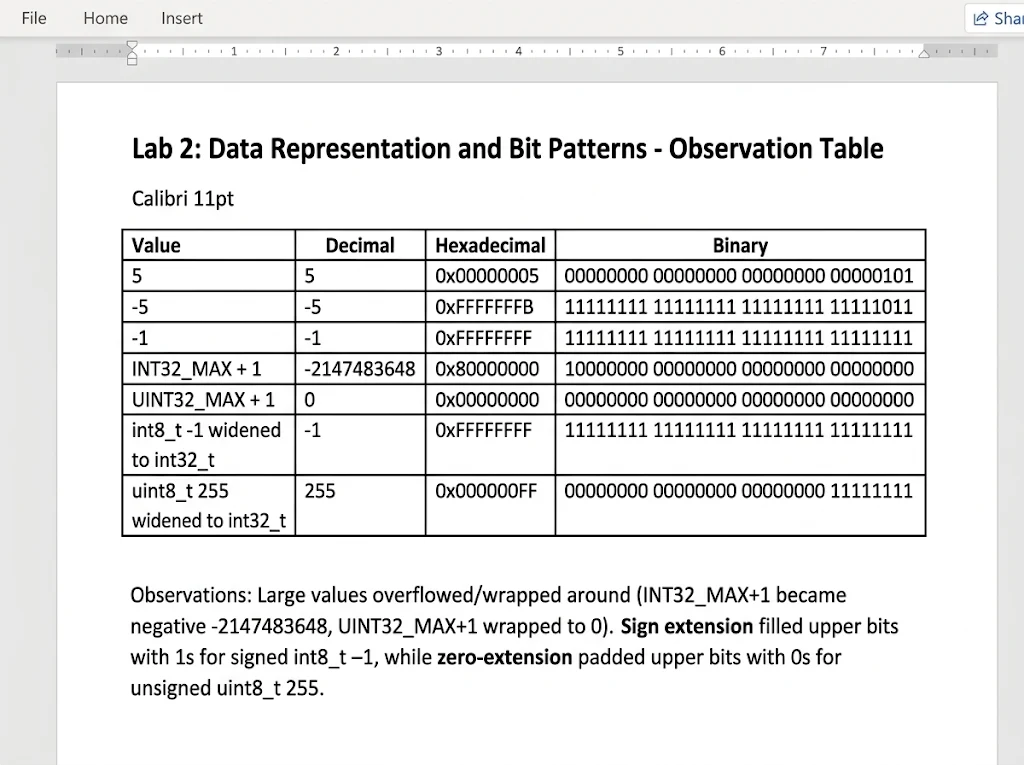 File Home Insert
Shar
1 2 3 4 5 6 7
Lab 2: Data Representation and Bit Patterns - Observation Table
Calibri 11pt
Value Decimal Hexadecimal Binary
5 5 0x00000005 00000000 00000000 00000000 00000101
-5 -5 0xFFFFFFFB 11111111 11111111 11111111 11111011
-1 -1 0xFFFFFFFF 11111111 11111111 11111111 11111111
INT32_MAX + 1 -2147483648 0x80000000 10000000 00000000 00000000 00000000
UINT32_MAX + 1 0 0x00000000 00000000 00000000 00000000 00000000
int8_t -1 widened -1 0xFFFFFFFF 11111111 11111111 11111111 11111111
to int32_t
uint8_t 255 255 0x000000FF 00000000 00000000 00000000 11111111
widened to int32_t
Observations: Large values overflowed/wrapped around (INT32_MAX+1 became
negative -2147483648, UINT32_MAX+1 wrapped to 0). Sign extension filled upper bits
with 1s for signed int8_t –1, while zero-extension padded upper bits with 0s for
unsigned uint8_t 255.